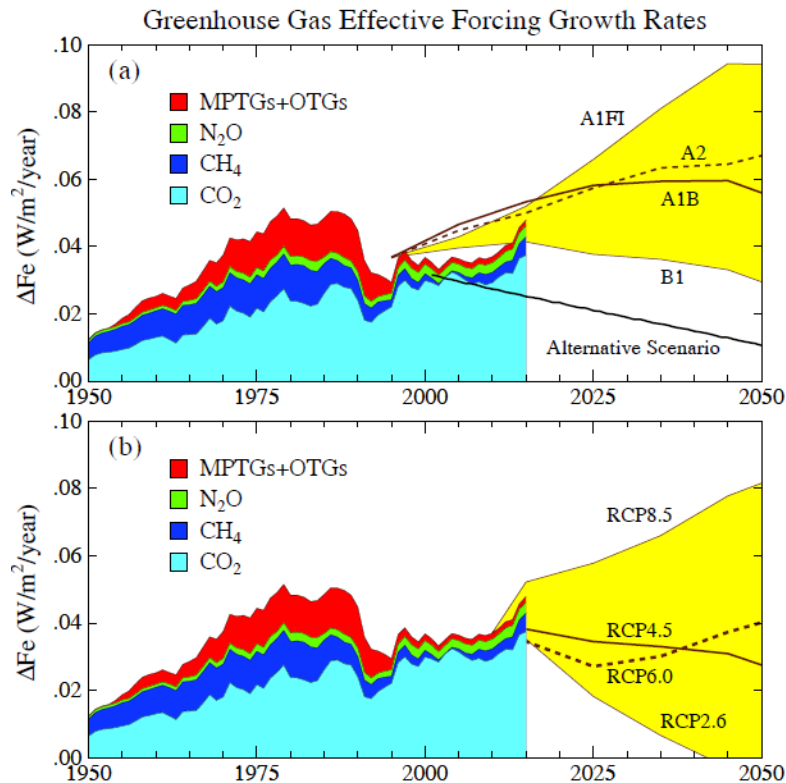 Greenhouse Gas Effective Forcing Growth Rates
.10
(a)
MPTGs+OTGs
N₂O
CH₄
CO₂
A1FI
A2
A1B
B1
Alternative Scenario
.08
.06
.04
.02
.00
ΔFe (W/m²/year)
1950 1975 2000 2025 2050
.10
(b)
MPTGs+OTGs
N₂O
CH₄
CO₂
RCP8.5
RCP4.5
RCP6.0
RCP2.6
.08
.06
.04
.02
.00
ΔFe (W/m²/year)
1950 1975 2000 2025 2050